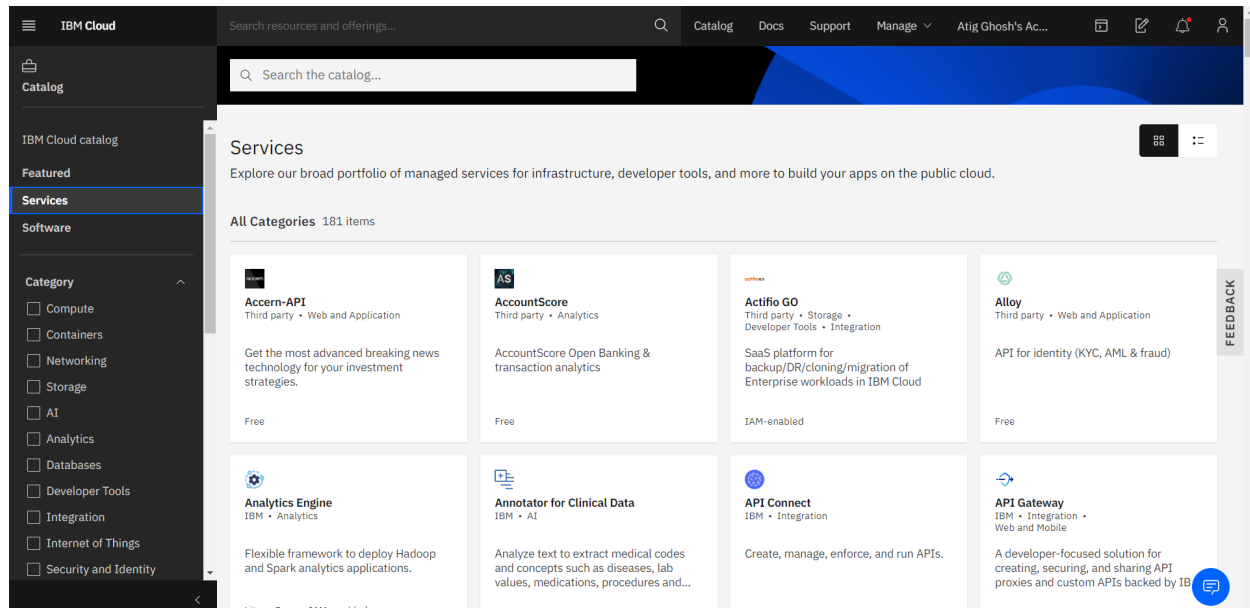 IBM Cloud
Search resources and offerings...
Catalog
Docs
Support
Manage
Atig Ghosh's Ac...
Catalog
IBM Cloud catalog
Featured
Services
Software
Category
Compute
Containers
Networking
Storage
AI
Analytics
Databases
Developer Tools
Integration
Internet of Things
Security and Identity
Search the catalog...
Services
Explore our broad portfolio of managed services for infrastructure, developer tools, and more to build your apps on the public cloud.
All Categories 181 items
accern
Accern-API
Third party • Web and Application
Get the most advanced breaking news
technology for your investment
strategies.
Free
AS
AccountScore
Third party • Analytics
AccountScore Open Banking &
transaction analytics
Free
actifio GO
Actifio GO
Third party • Storage •
Developer Tools • Integration
SaaS platform for
backup/DR/cloning/migration of
Enterprise workloads in IBM Cloud
IAM-enabled
Alloy
Third party • Web and Application
API for identity (KYC, AML & fraud)
Free
Analytics Engine
IBM • Analytics
Flexible framework to deploy Hadoop
and Spark analytics applications.
Annotator for Clinical Data
IBM • AI
Analyze text to extract medical codes
and concepts such as diseases, lab
values, medications, procedures and...
API Connect
IBM • Integration
Create, manage, enforce, and run APIs.
API Gateway
IBM • Integration •
Web and Mobile
A developer-focused solution for
creating, securing, and sharing API
proxies and custom APIs backed by IB
FEEDBACK